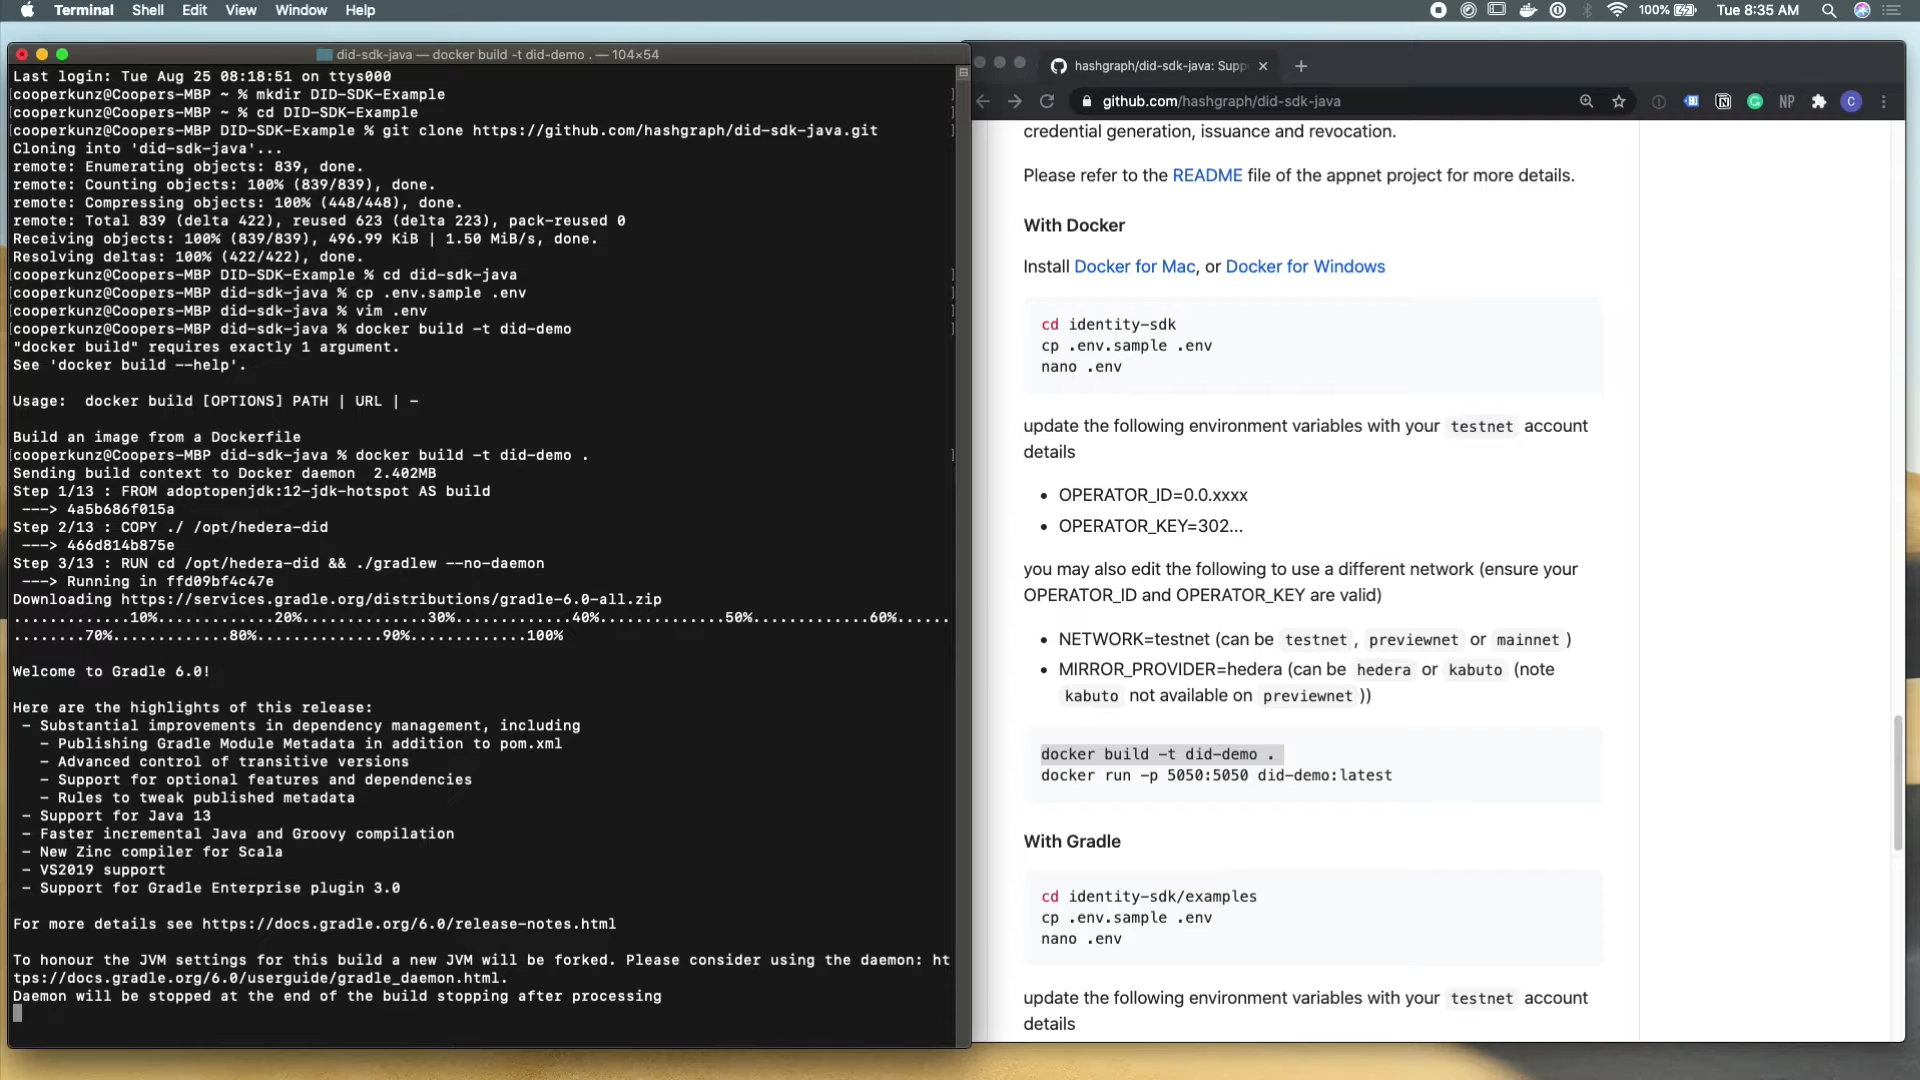 Terminal Shell Edit View Window Help
100% Tue 8:35 AM
did-sdk-java — docker build -t did-demo . — 104×54
Last login: Tue Aug 25 08:18:51 on ttys000
[cooperkunz@Coopers-MBP ~ % mkdir DID-SDK-Example ]
[cooperkunz@Coopers-MBP ~ % cd DID-SDK-Example ]
[cooperkunz@Coopers-MBP DID-SDK-Example % git clone https://github.com/hashgraph/did-sdk-java.git ]
Cloning into 'did-sdk-java'...
remote: Enumerating objects: 839, done.
remote: Counting objects: 100% (839/839), done.
remote: Compressing objects: 100% (448/448), done.
remote: Total 839 (delta 422), reused 623 (delta 223), pack-reused 0
Receiving objects: 100% (839/839), 496.99 KiB | 1.50 MiB/s, done.
Resolving deltas: 100% (422/422), done.
[cooperkunz@Coopers-MBP DID-SDK-Example % cd did-sdk-java ]
[cooperkunz@Coopers-MBP did-sdk-java % cp .env.sample .env ]
[cooperkunz@Coopers-MBP did-sdk-java % vim .env ]
[cooperkunz@Coopers-MBP did-sdk-java % docker build -t did-demo ]
"docker build" requires exactly 1 argument.
See 'docker build --help'.
Usage:  docker build [OPTIONS] PATH | URL | -
Build an image from a Dockerfile
[cooperkunz@Coopers-MBP did-sdk-java % docker build -t did-demo . ]
Sending build context to Docker daemon  2.402MB
Step 1/13 : FROM adoptopenjdk:12-jdk-hotspot AS build
 ---> 4a5b686f015a
Step 2/13 : COPY ./ /opt/hedera-did
 ---> 466d814b875e
Step 3/13 : RUN cd /opt/hedera-did && ./gradlew --no-daemon
 ---> Running in ffd09bf4c47e
Downloading https://services.gradle.org/distributions/gradle-6.0-all.zip
.............10%.............20%..............30%.............40%..............50%.............60%......
........70%.............80%..............90%.............100%
Welcome to Gradle 6.0!
Here are the highlights of this release:
 - Substantial improvements in dependency management, including
   - Publishing Gradle Module Metadata in addition to pom.xml
   - Advanced control of transitive versions
   - Support for optional features and dependencies
   - Rules to tweak published metadata
 - Support for Java 13
 - Faster incremental Java and Groovy compilation
 - New Zinc compiler for Scala
 - VS2019 support
 - Support for Gradle Enterprise plugin 3.0
For more details see https://docs.gradle.org/6.0/release-notes.html
To honour the JVM settings for this build a new JVM will be forked. Please consider using the daemon: ht
tps://docs.gradle.org/6.0/userguide/gradle_daemon.html.
Daemon will be stopped at the end of the build stopping after processing
hashgraph/did-sdk-java: Supp
github.com/hashgraph/did-sdk-java
NP
C
credential generation, issuance and revocation.
Please refer to the README file of the appnet project for more details.
With Docker
Install Docker for Mac, or Docker for Windows
cd identity-sdk
cp .env.sample .env
nano .env
update the following environment variables with your testnet account
details
• OPERATOR_ID=0.0.xxxx
• OPERATOR_KEY=302...
you may also edit the following to use a different network (ensure your
OPERATOR_ID and OPERATOR_KEY are valid)
• NETWORK=testnet (can be testnet, previewnet or mainnet)
• MIRROR_PROVIDER=hedera (can be hedera or kabuto (note
kabuto not available on previewnet))
docker build -t did-demo .
docker run -p 5050:5050 did-demo:latest
With Gradle
cd identity-sdk/examples
cp .env.sample .env
nano .env
update the following environment variables with your testnet account
details